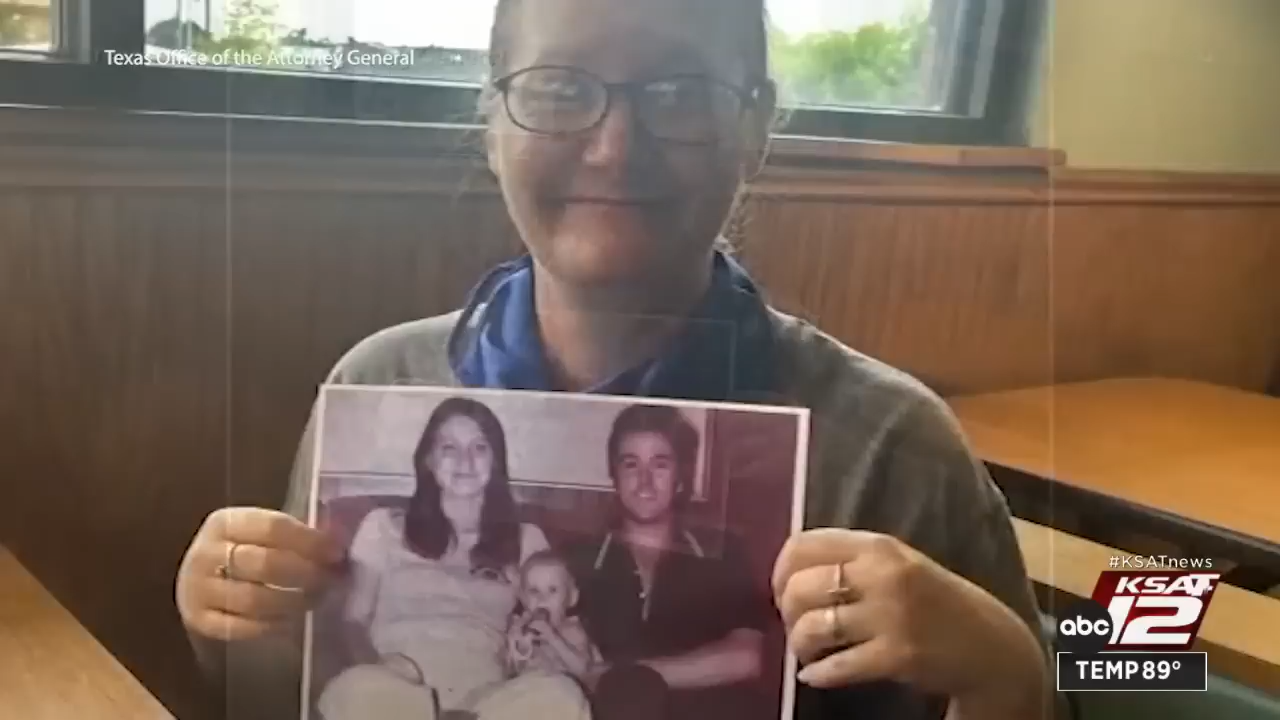 Texas Office of the Attorney General
#KSATnews
KSAT
abc 12
TEMP 89°